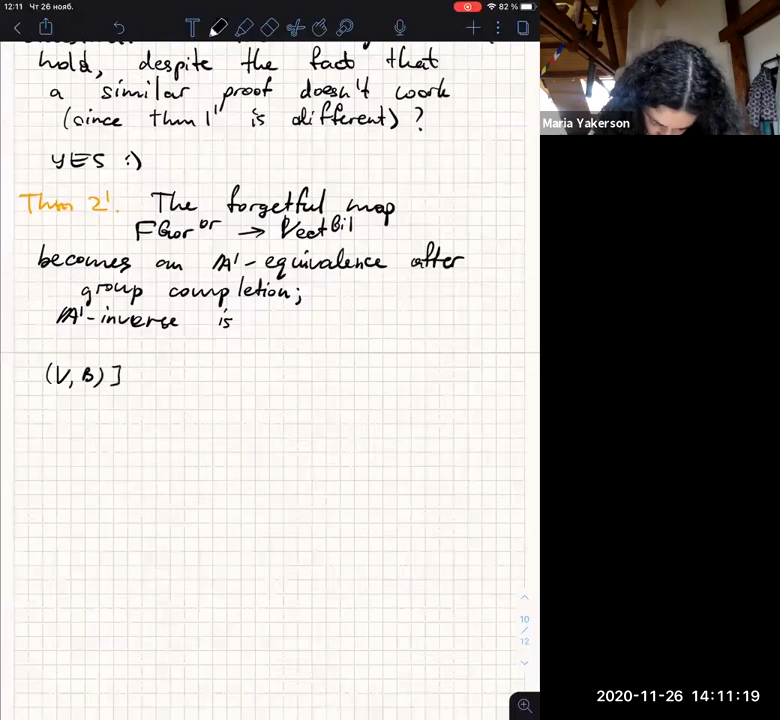 12:11 Чт 26 нояб.
82 %
hold, despite the fact that
a similar proof doesn't work
(since thm 1' is different) ?
YES :)
Thm 2'. The forgetful map
FGor^or → Vect^Bil
becomes an A¹-equivalence after
group completion;
A¹-inverse is
(V, B) ]
10
/
12
Maria Yakerson
2020-11-26 14:11:19